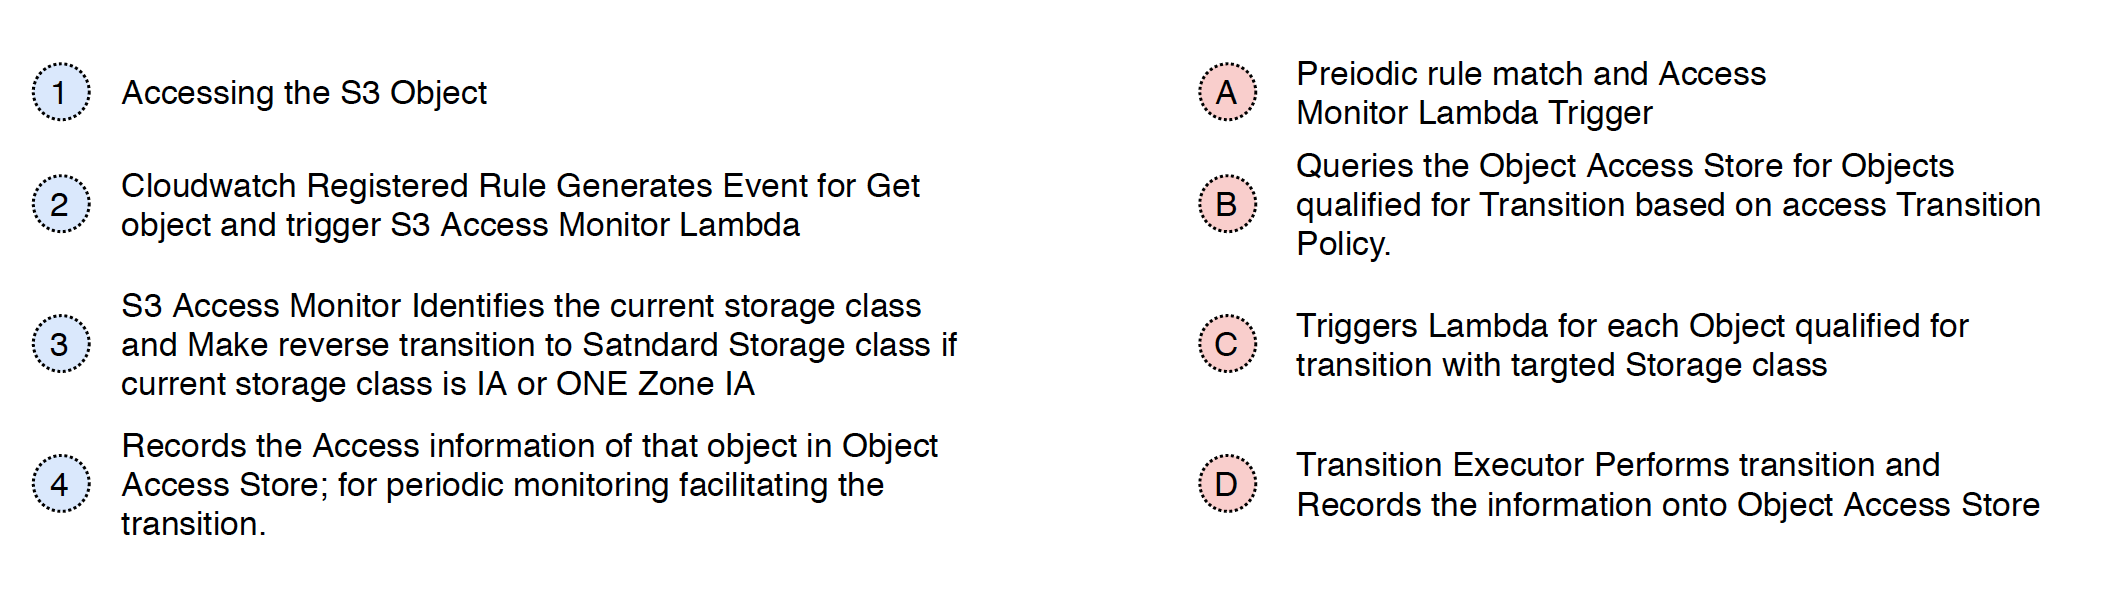 1
Accessing the S3 Object
2
Cloudwatch Registered Rule Generates Event for Get
object and trigger S3 Access Monitor Lambda
3
S3 Access Monitor Identifies the current storage class
and Make reverse transition to Satndard Storage class if
current storage class is IA or ONE Zone IA
4
Records the Access information of that object in Object
Access Store; for periodic monitoring facilitating the
transition.
A
Preiodic rule match and Access
Monitor Lambda Trigger
B
Queries the Object Access Store for Objects
qualified for Transition based on access Transition
Policy.
C
Triggers Lambda for each Object qualified for
transition with targted Storage class
D
Transition Executor Performs transition and
Records the information onto Object Access Store